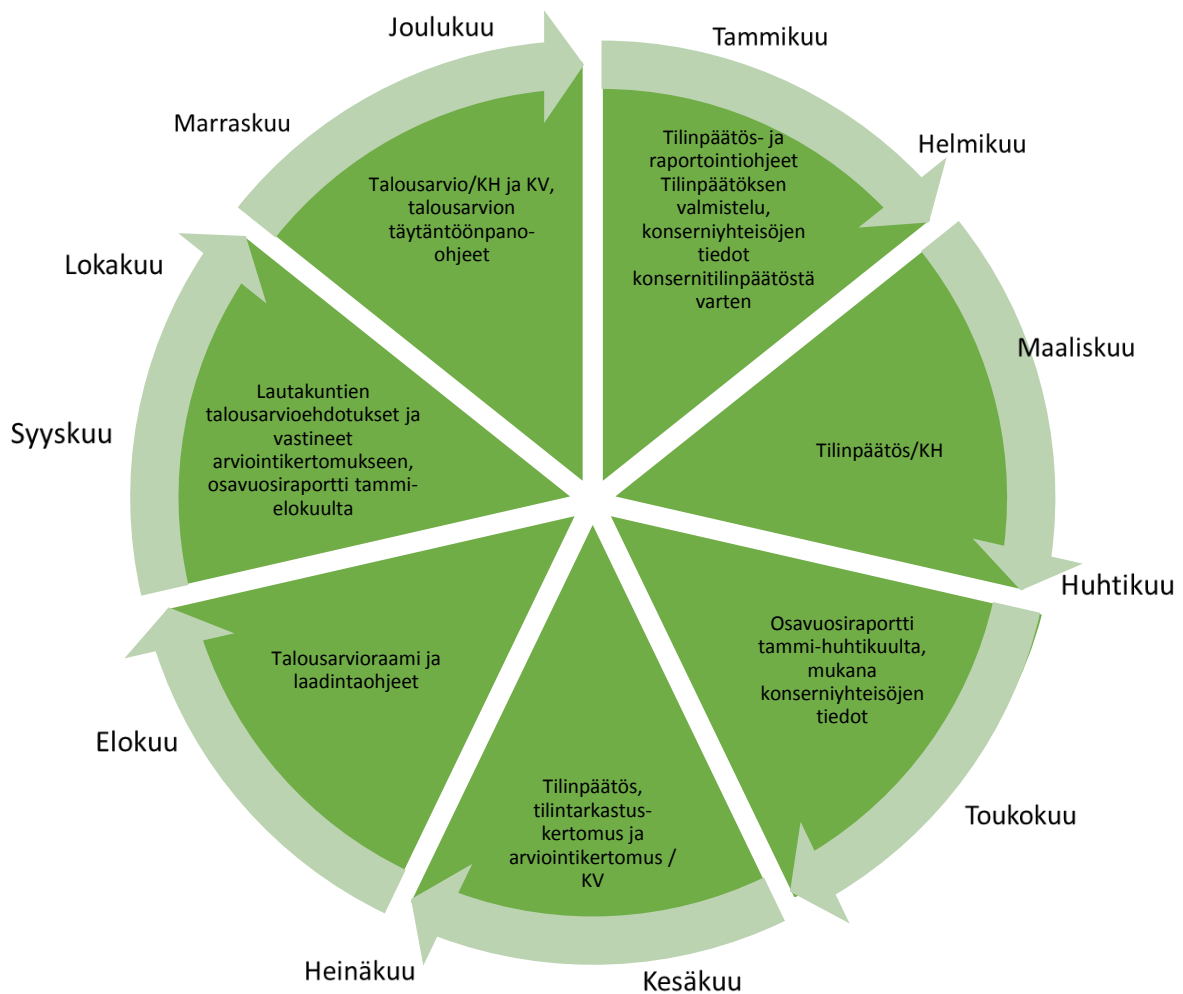 Tammikuu
Tilinpäätös- ja
raportointiohjeet
Tilinpäätöksen
valmistelu,
konserniyhteisöjen
tiedot
konsernitilinpäätöstä
varten
Helmikuu
Maaliskuu
Tilinpäätös/KH
Huhtikuu
Osavuosiraportti
tammi-huhtikuulta,
mukana
konserniyhteisöjen
tiedot
Toukokuu
Kesäkuu
Tilinpäätös,
tilintarkastus-
kertomus ja
arviointikertomus /
KV
Heinäkuu
Talousarvioraami ja
laadintaohjeet
Elokuu
Syyskuu
Lautakuntien
talousarvioehdotukset ja
vastineet
arviointikertomukseen,
osavuosiraportti tammi-
elokuulta
Lokakuu
Marraskuu
Talousarvio/KH ja KV,
talousarvion
täytäntöönpano-
ohjeet
Joulukuu